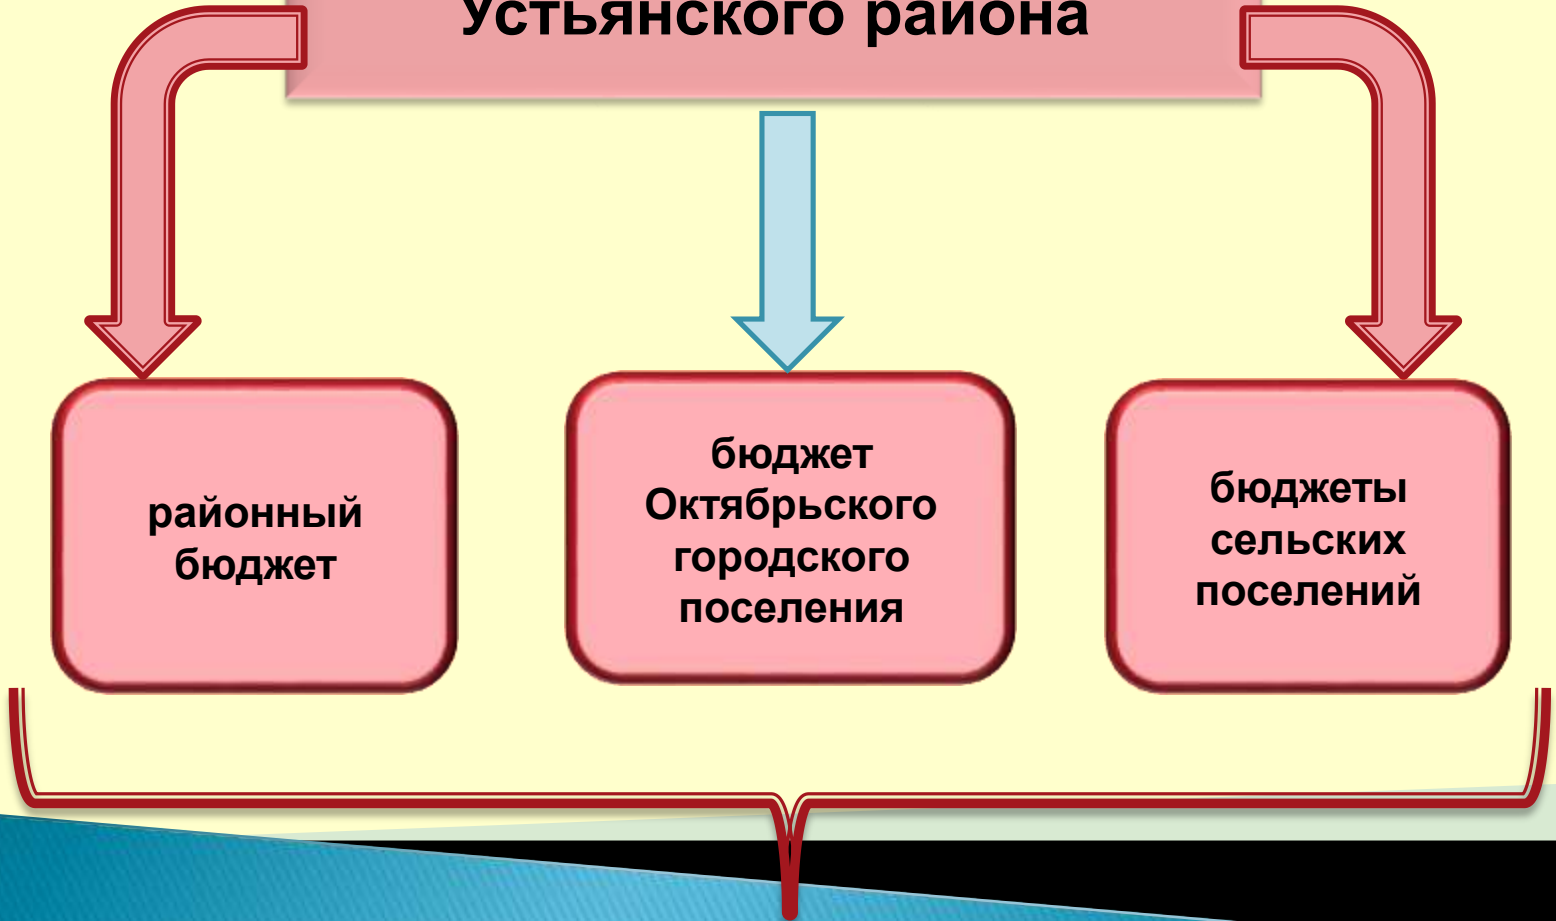 Устьянского района
районный
бюджет
бюджет
Октябрьского
городского
поселения
бюджеты
сельских
поселений